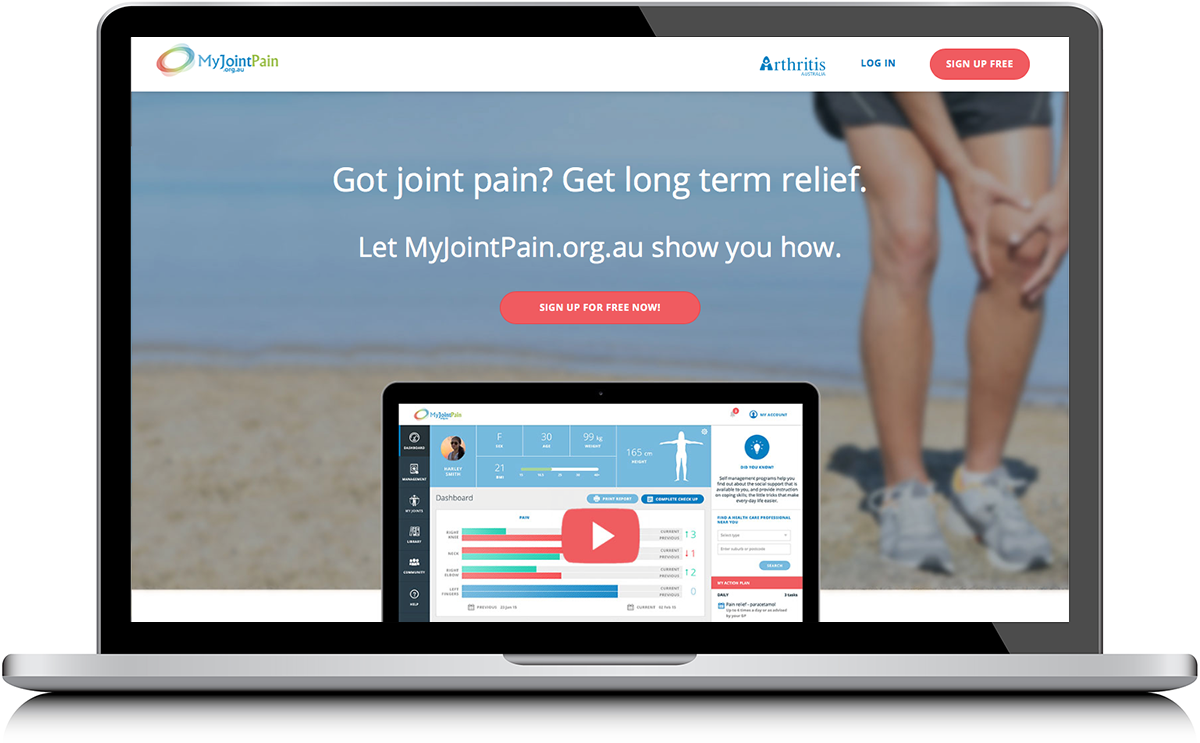 MyJointPain
.org.au
Arthritis
AUSTRALIA
LOG IN
SIGN UP FREE
Got joint pain? Get long term relief.
Let MyJointPain.org.au show you how.
SIGN UP FOR FREE NOW!
MyJointPain
3
MY ACCOUNT
DASHBOARD
MANAGEMENT
MY JOINTS
LIBRARY
COMMUNITY
HELP
HARLEY
SMITH
F
SEX
30
AGE
99 kg
WEIGHT
21
BMI
165 cm
HEIGHT
Dashboard
PRINT REPORT
COMPLETE CHECK UP
PAIN
RIGHT
KNEE
CURRENT
PREVIOUS
3
NECK
CURRENT
PREVIOUS
1
RIGHT
ELBOW
CURRENT
PREVIOUS
2
LEFT
FINGERS
CURRENT
PREVIOUS
0
PREVIOUS 22 Jan 15
CURRENT 02 Feb 15
DID YOU KNOW?
Self-management programs help you
find out about the social support that is
available to you, and provide instruction
on coping skills, the little tricks that make
every-day life easier.
FIND A HEALTH CARE PROFESSIONAL
NEAR YOU
Select type
Enter suburb or postcode
SEARCH
MY ACTION PLAN
DAILY
3 tasks
Pain relief - paracetamol
Up to 4 times a day or as advised
by your GP